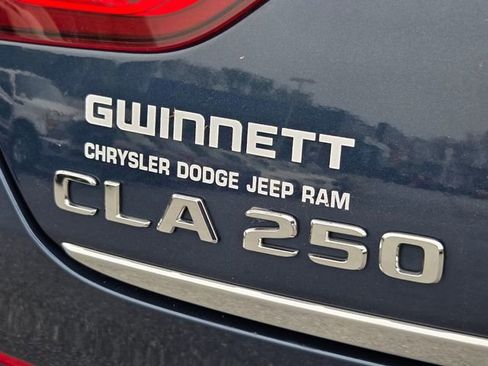 GWINNETT
CHRYSLER DODGE JEEP RAM
CLA 250